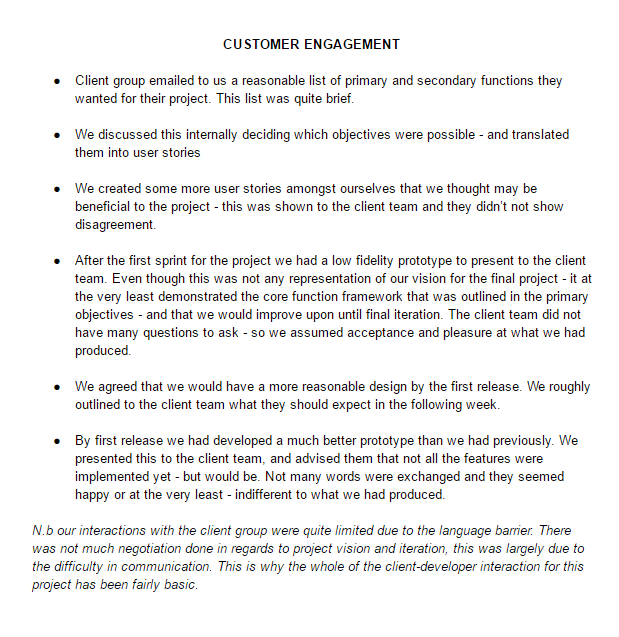 CUSTOMER ENGAGEMENT
● Client group emailed to us a reasonable list of primary and secondary functions they
wanted for their project. This list was quite brief.
● We discussed this internally deciding which objectives were possible - and translated
them into user stories
● We created some more user stories amongst ourselves that we thought may be
beneficial to the project - this was shown to the client team and they didn't not show
disagreement.
● After the first sprint for the project we had a low fidelity prototype to present to the client
team. Even though this was not any representation of our vision for the final project - it at
the very least demonstrated the core function framework that was outlined in the primary
objectives - and that we would improve upon until final iteration. The client team did not
have many questions to ask - so we assumed acceptance and pleasure at what we had
produced.
● We agreed that we would have a more reasonable design by the first release. We roughly
outlined to the client team what they should expect in the following week.
● By first release we had developed a much better prototype than we had previously. We
presented this to the client team, and advised them that not all the features were
implemented yet - but would be. Not many words were exchanged and they seemed
happy or at the very least - indifferent to what we had produced.
N.b our interactions with the client group were quite limited due to the language barrier. There
was not much negotiation done in regards to project vision and iteration, this was largely due to
the difficulty in communication. This is why the whole of the client-developer interaction for this
project has been fairly basic.